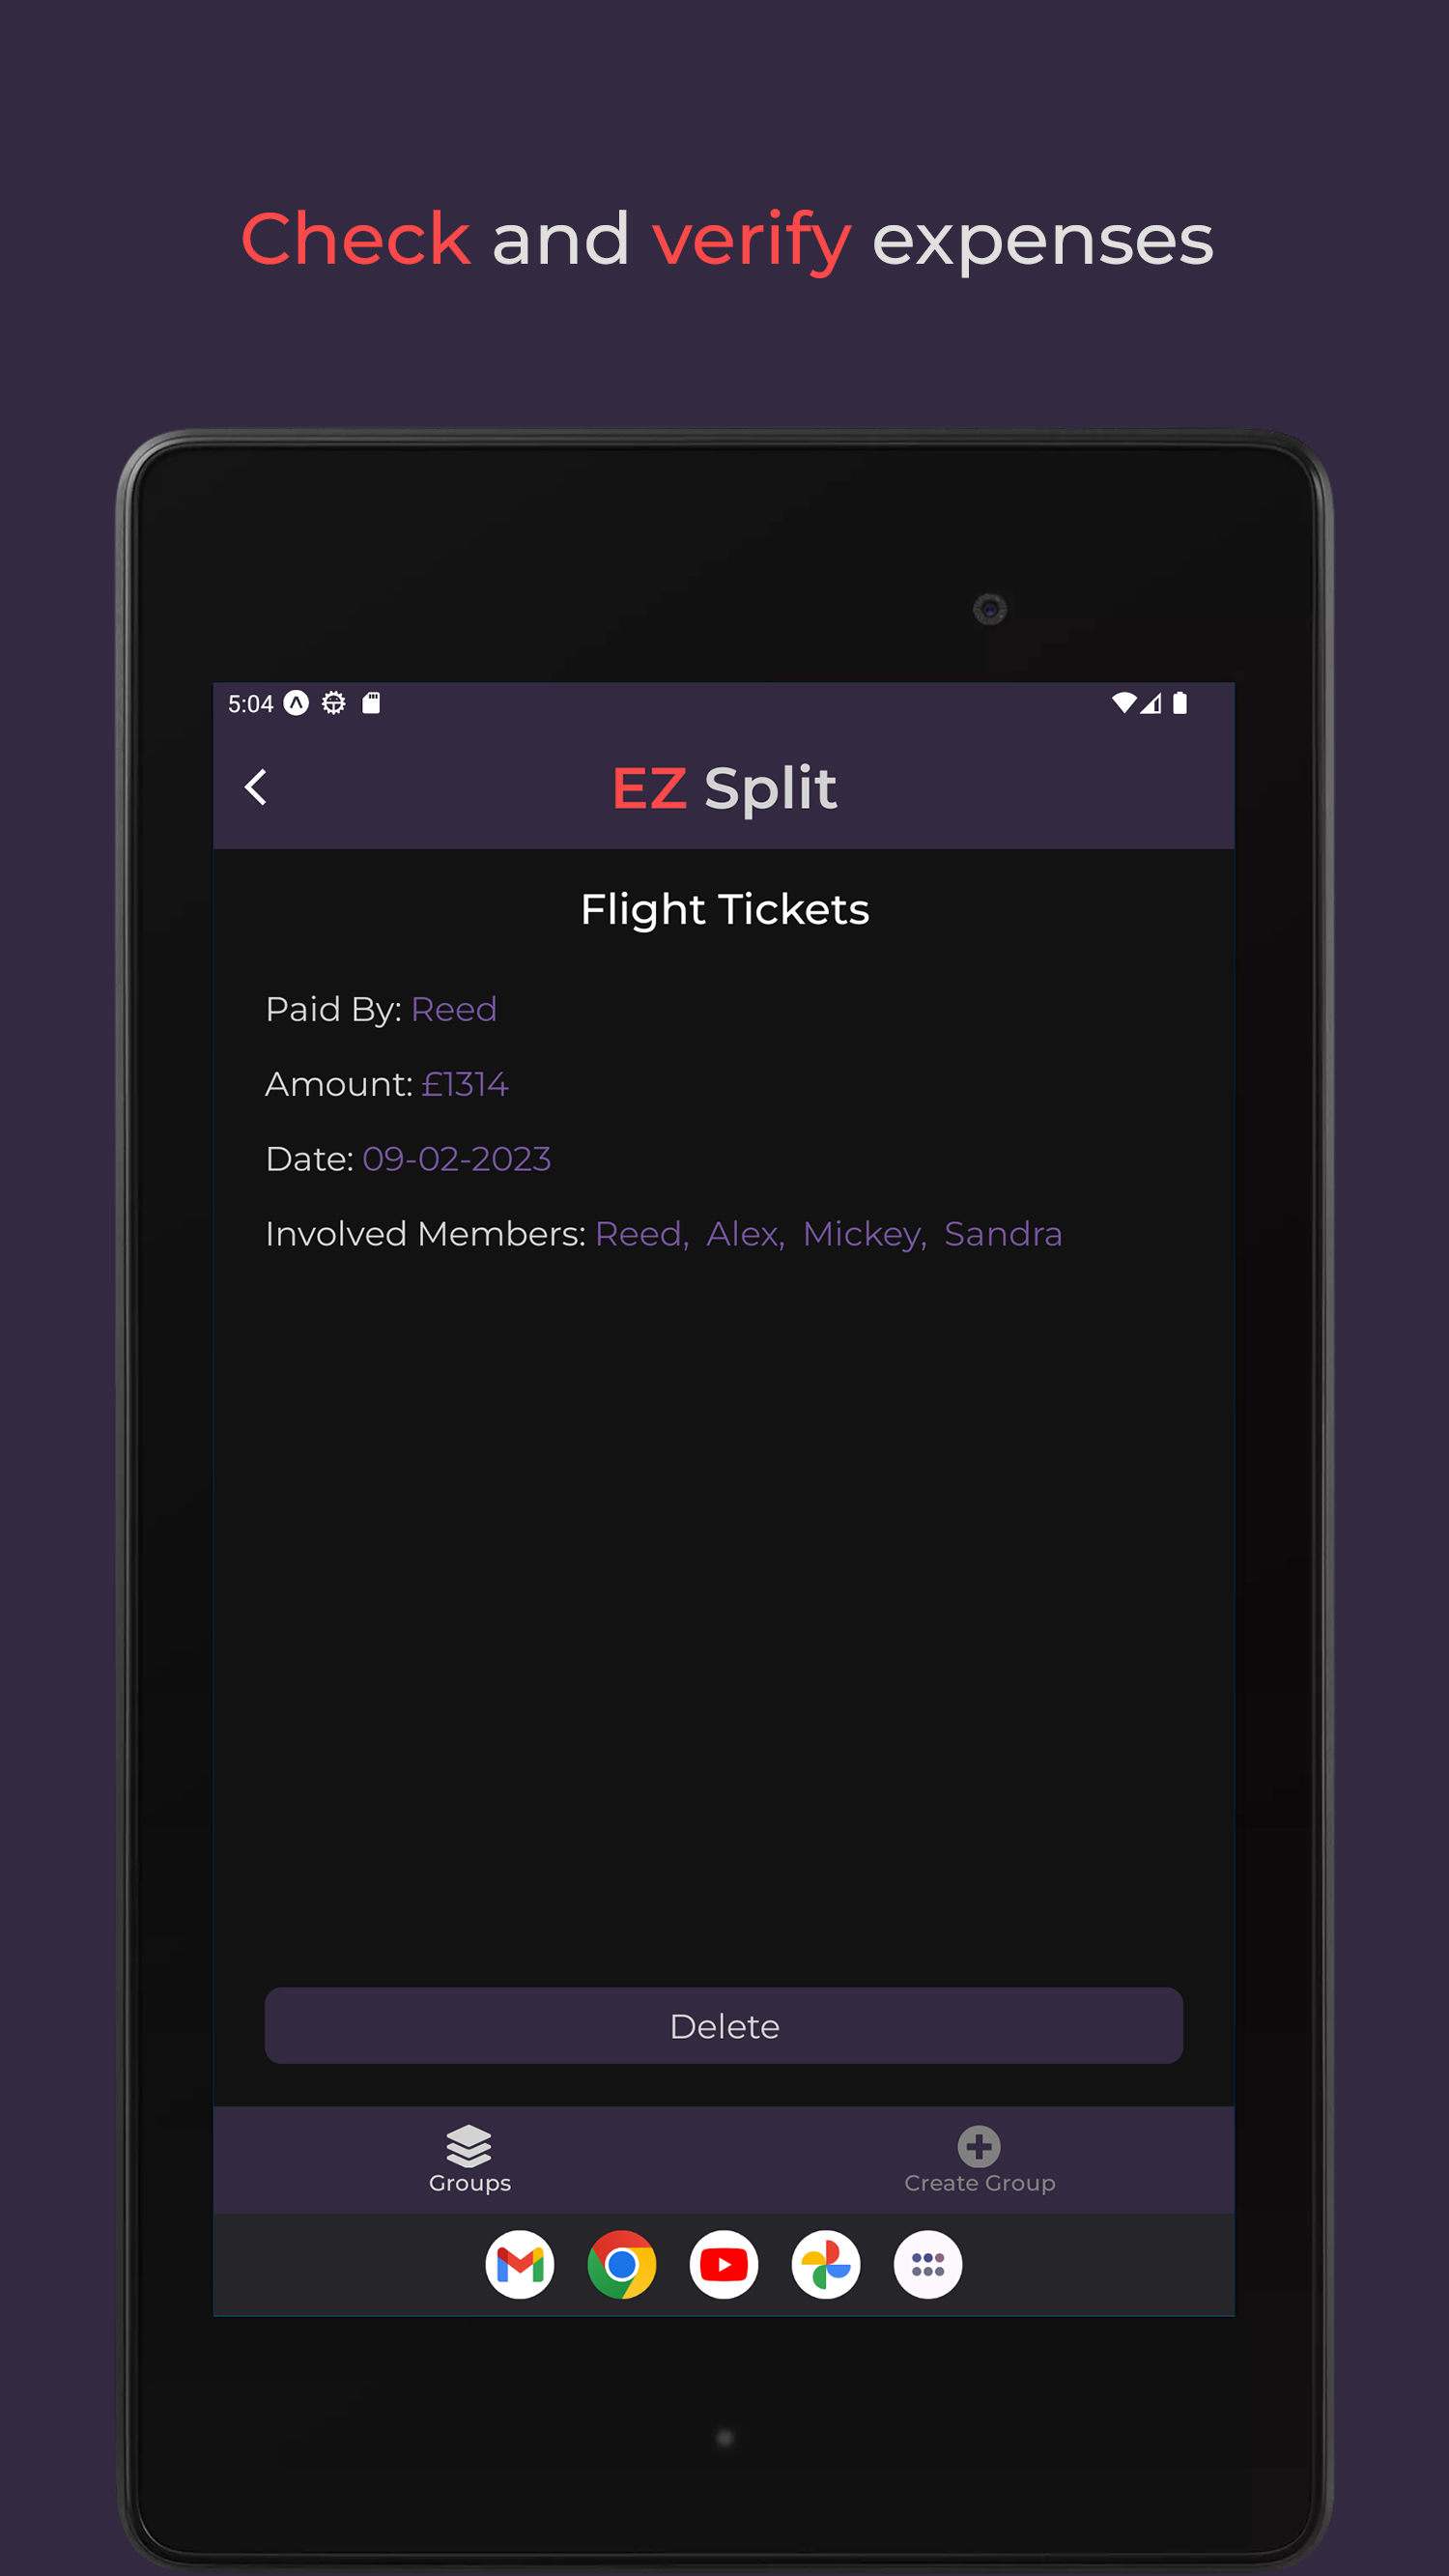 Check and verify expenses
5:04
EZ Split
Flight Tickets
Paid By: Reed
Amount: £1314
Date: 09-02-2023
Involved Members: Reed, Alex, Mickey, Sandra
Delete
Groups
Create Group